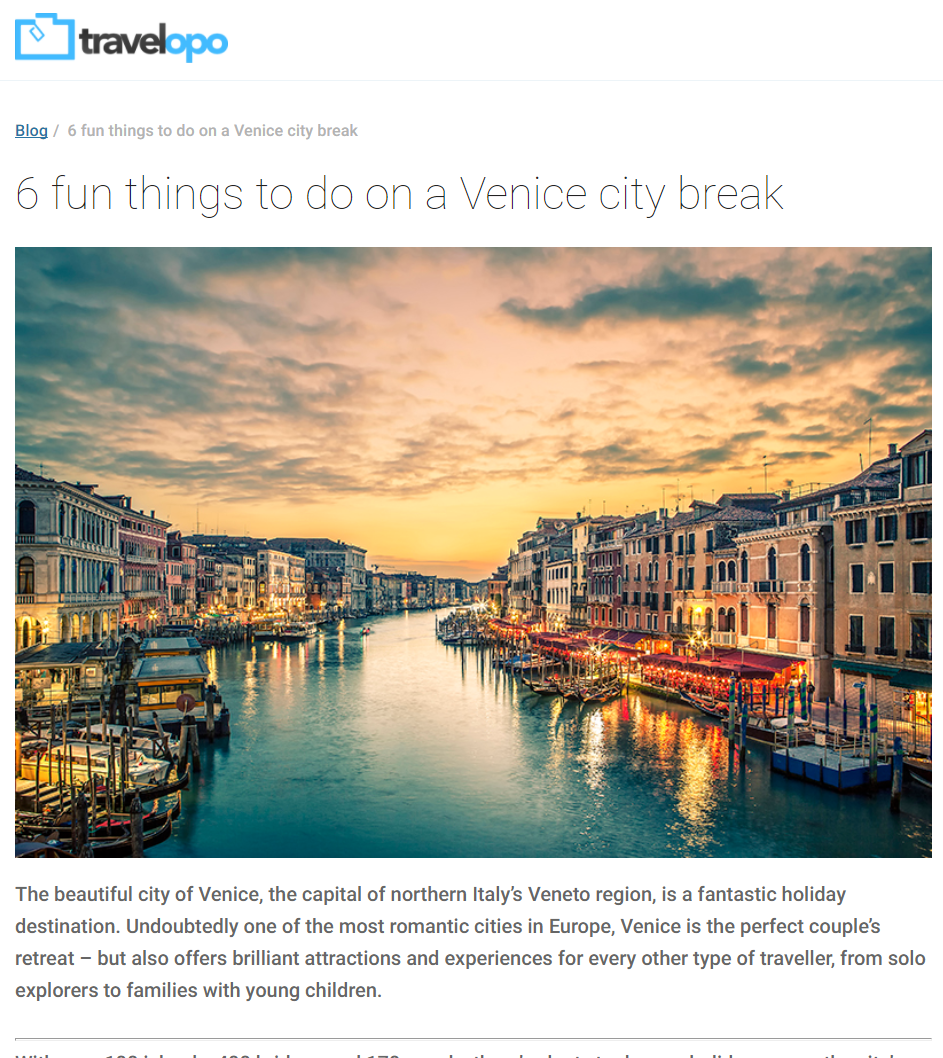 travelopo
Blog / 6 fun things to do on a Venice city break
6 fun things to do on a Venice city break
The beautiful city of Venice, the capital of northern Italy’s Veneto region, is a fantastic holiday
destination. Undoubtedly one of the most romantic cities in Europe, Venice is the perfect couple’s
retreat – but also offers brilliant attractions and experiences for every other type of traveller, from solo
explorers to families with young children.